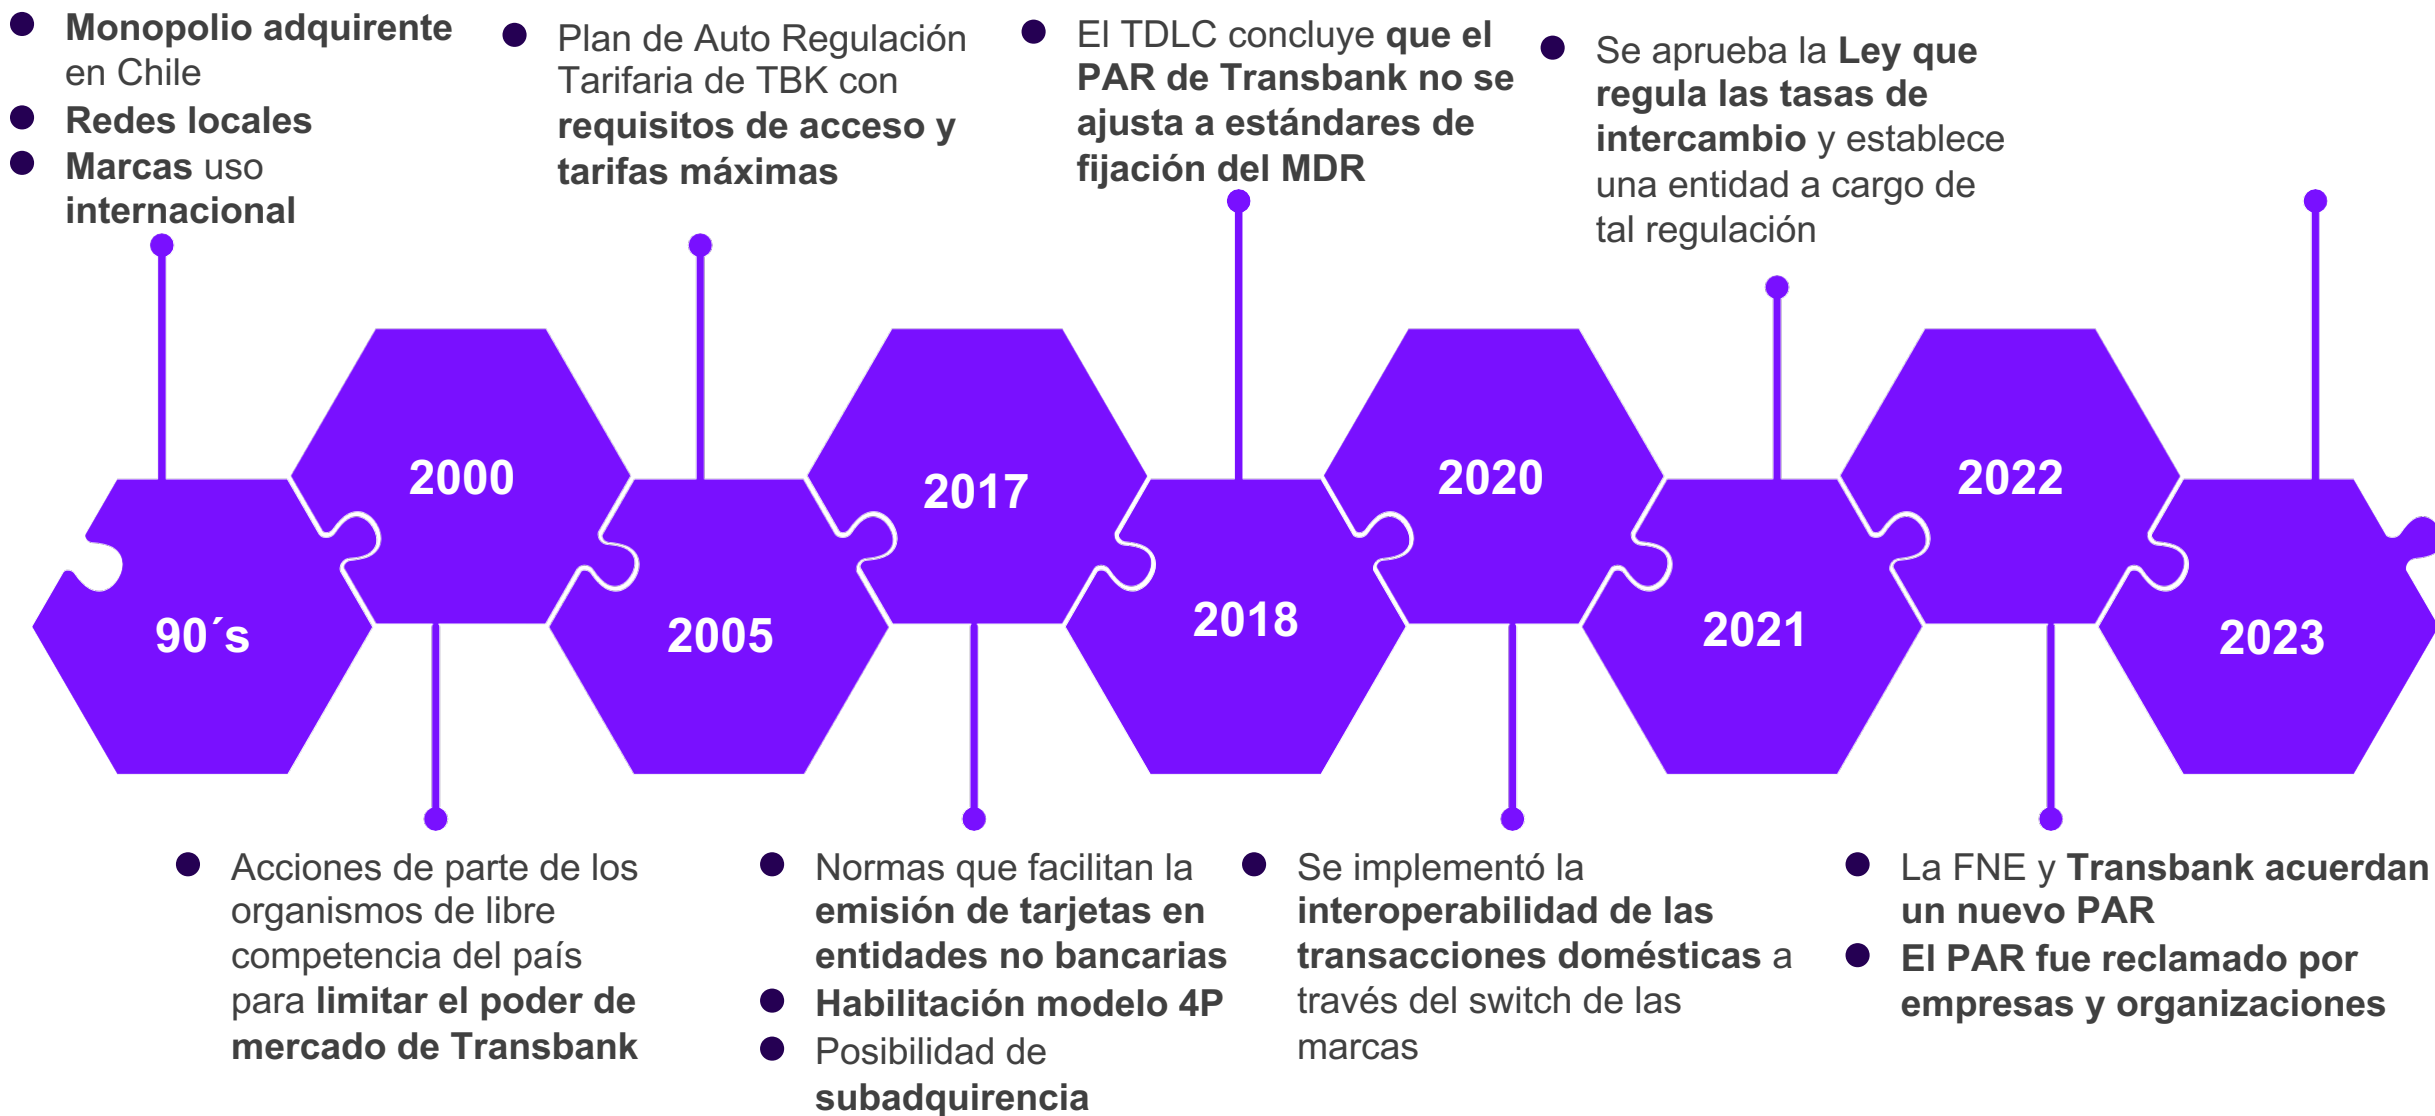 Monopolio adquirente
en Chile
Redes locales
Marcas uso
internacional
Plan de Auto Regulación
Tarifaria de TBK con
requisitos de acceso y
tarifas máximas
El TDLC concluye que el
PAR de Transbank no se
ajusta a estándares de
fijación del MDR
Se aprueba la Ley que
regula las tasas de
intercambio y establece
una entidad a cargo de
tal regulación
90´s
2000
2005
2017
2018
2020
2021
2022
2023
Acciones de parte de los
organismos de libre
competencia del país
para limitar el poder de
mercado de Transbank
Normas que facilitan la
emisión de tarjetas en
entidades no bancarias
Habilitación modelo 4P
Posibilidad de
subadquirencia
Se implementó la
interoperabilidad de las
transacciones domésticas a
través del switch de las
marcas
La FNE y Transbank acuerdan
un nuevo PAR
El PAR fue reclamado por
empresas y organizaciones